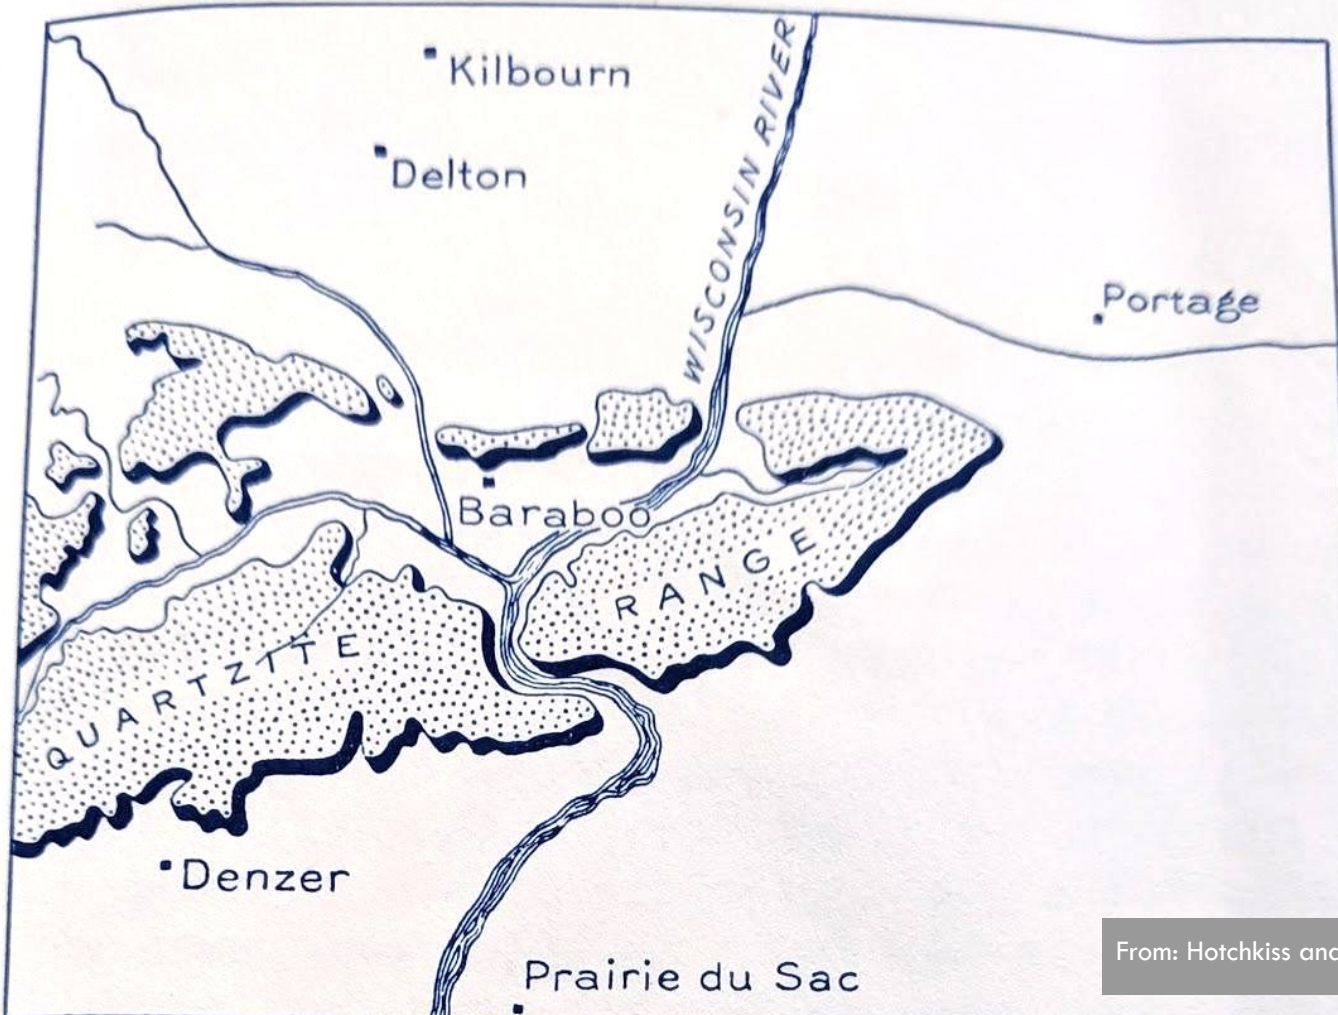 Kilbourn
WISCONSIN RIVER
Delton
Portage
Baraboo
QUARTZITE RANGE
Denzer
Prairie du Sac
From: Hotchkiss and